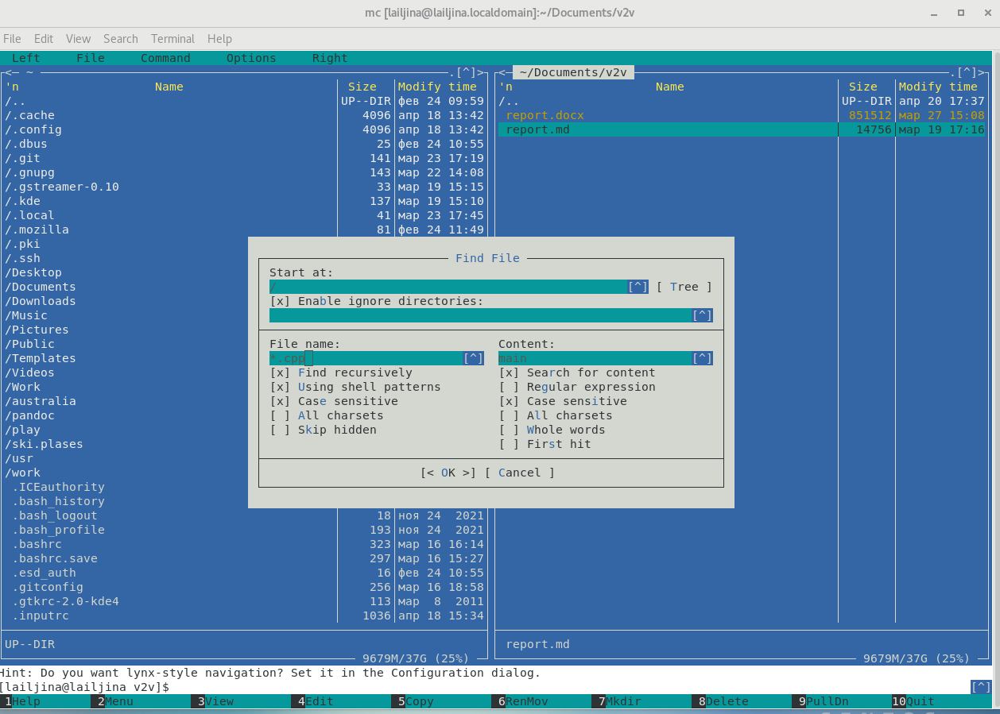 mc [lailjina@lailjina.localdomain]:~/Documents/v2v
File Edit View Search Terminal Help
Left File Command Options Right
<─ ~ .[^]>
'n Name Size Modify time
/.. UP--DIR фев 24 09:59
/.cache 4096 апр 18 13:42
/.config 4096 апр 18 13:42
/.dbus 25 фев 24 10:55
/.git 141 мар 23 17:19
/.gnupg 143 мар 22 14:08
/.gstreamer-0.10 33 мар 19 15:15
/.kde 137 мар 19 15:10
/.local 41 мар 23 17:45
/.mozilla 81 фев 24 11:49
/.pki
/.ssh
/Desktop
/Documents
/Downloads
/Music
/Pictures
/Public
/Templates
/Videos
/Work
/australia
/pandoc
/play
/ski.plases
/usr
/work
.ICEauthority
.bash_history
.bash_logout 18 ноя 24 2021
.bash_profile 193 ноя 24 2021
.bashrc 323 мар 16 16:14
.bashrc.save 297 мар 16 15:27
.esd_auth 16 фев 24 10:55
.gitconfig 256 мар 16 18:58
.gtkrc-2.0-kde4 113 мар 8 2011
.inputrc 1036 апр 18 15:34
UP--DIR
9679M/37G (25%)
<─ ~/Documents/v2v .[^]>
'n Name Size Modify time
/.. UP--DIR апр 20 17:37
report.docx 851512 мар 27 15:08
report.md 14756 мар 19 17:16
report.md
9679M/37G (25%)
Find File
Start at:
/ [^] [ Tree ]
[x] Enable ignore directories:
[^]
File name:
*.cpp [^]
[x] Find recursively
[x] Using shell patterns
[x] Case sensitive
[ ] All charsets
[ ] Skip hidden
Content:
main [^]
[x] Search for content
[ ] Regular expression
[x] Case sensitive
[ ] All charsets
[ ] Whole words
[ ] First hit
[< OK >] [ Cancel ]
Hint: Do you want lynx-style navigation? Set it in the Configuration dialog.
[lailjina@lailjina v2v]$ [^]
1Help 2Menu 3View 4Edit 5Copy 6RenMov 7Mkdir 8Delete 9PullDn 10Quit